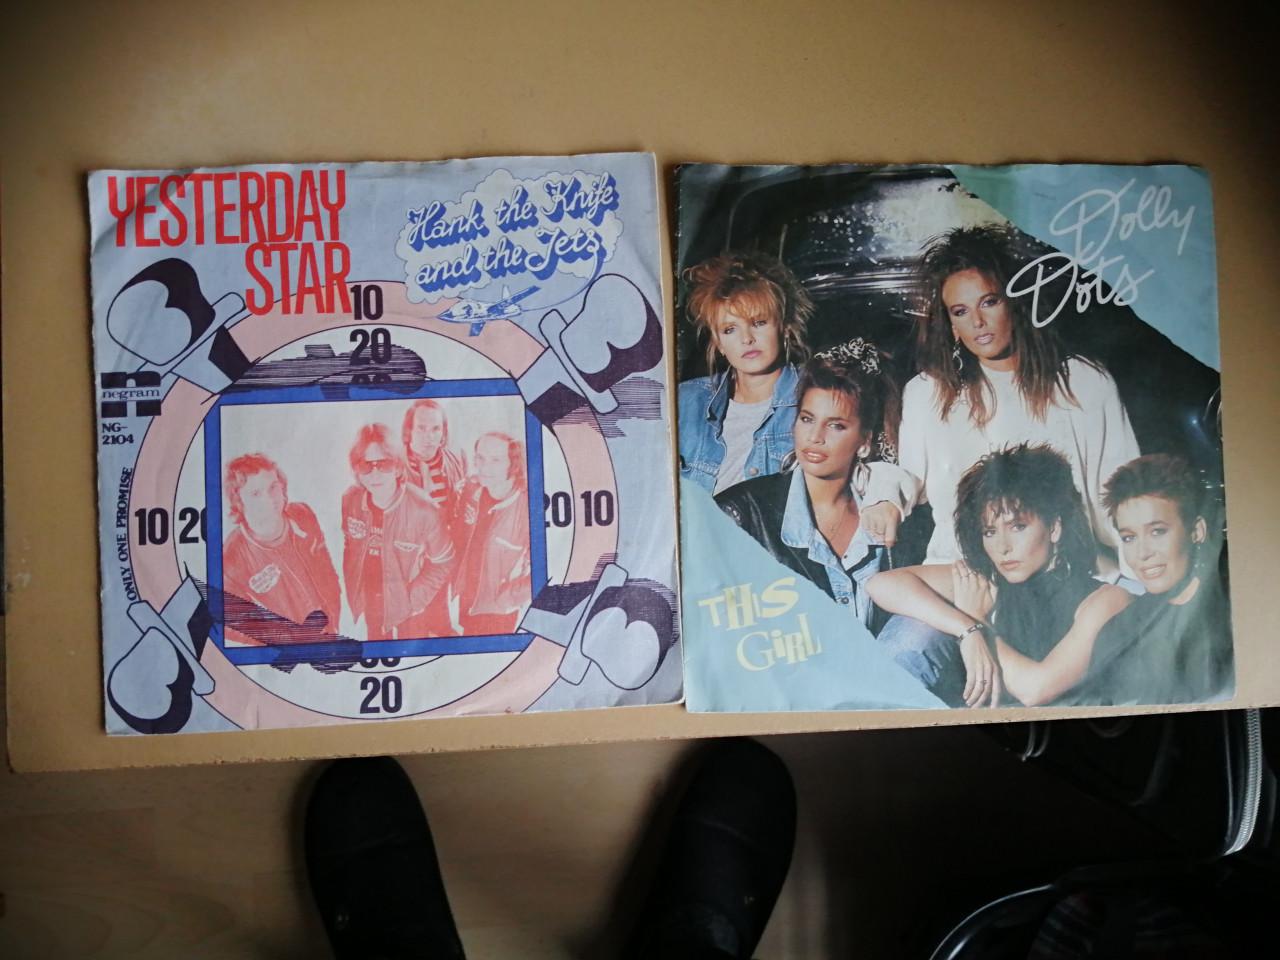 YESTERDAY
STAR
Hank the Knife
and the Jets
negram
NG-
2104
ONLY ONE PROMISE
10
20
10 20
20 10
20
Dolly
Dots
THIS
GiRL